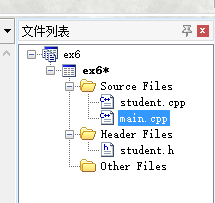 文件列表
ex6
ex6*
Source Files
student.cpp
main.cpp
Header Files
student.h
Other Files